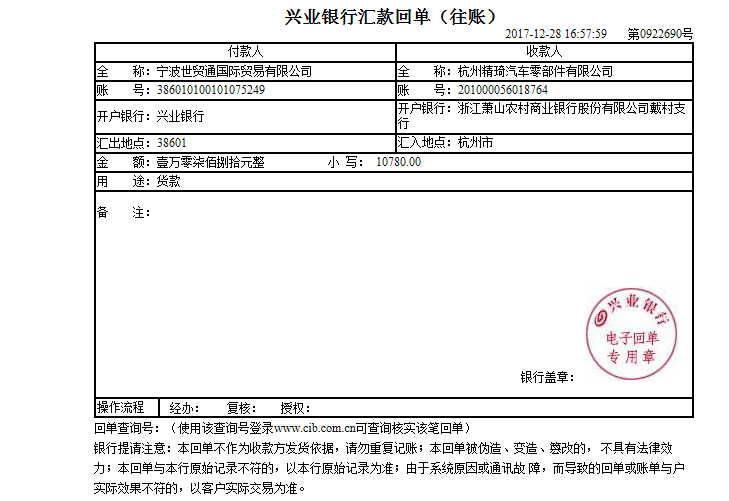 兴业银行汇款回单（往账）
2017-12-28 16:57:59 第0922690号
付款人 收款人
全 称：宁波世贸通国际贸易有限公司 全 称：杭州精琦汽车零部件有限公司
账 号：386010100101075249 账 号：201000056018764
开户银行：兴业银行 开户银行：浙江萧山农村商业银行股份有限公司戴村支
行
汇出地点：38601 汇入地点：杭州市
金 额：壹万零柒佰捌拾元整 小 写： 10780.00
用 途：货款
备 注：
兴业银行
电子回单
专用章
银行盖章：
操作流程 经办： 复核： 授权：
回单查询号：（使用该查询号登录www.cib.com.cn可查询核实该笔回单）
银行提请注意：本回单不作为收款方发货依据，请勿重复记账；本回单被伪造、变造、篡改的，不具有法律效
力；本回单与本行原始记录不符的，以本行原始记录为准；由于系统原因或通讯故 障，而导致的回单或账单与户
实际效果不符的，以客户实际交易为准。